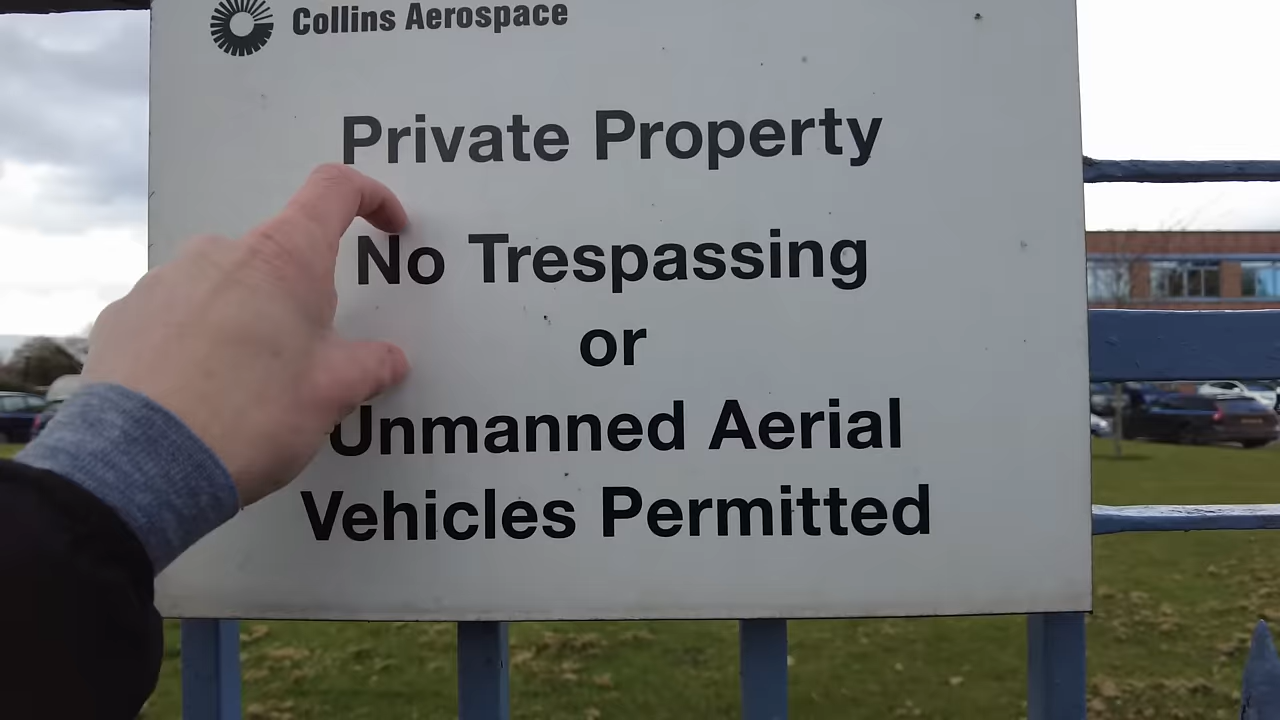 Collins Aerospace
Private Property
No Trespassing
or
Unmanned Aerial
Vehicles Permitted